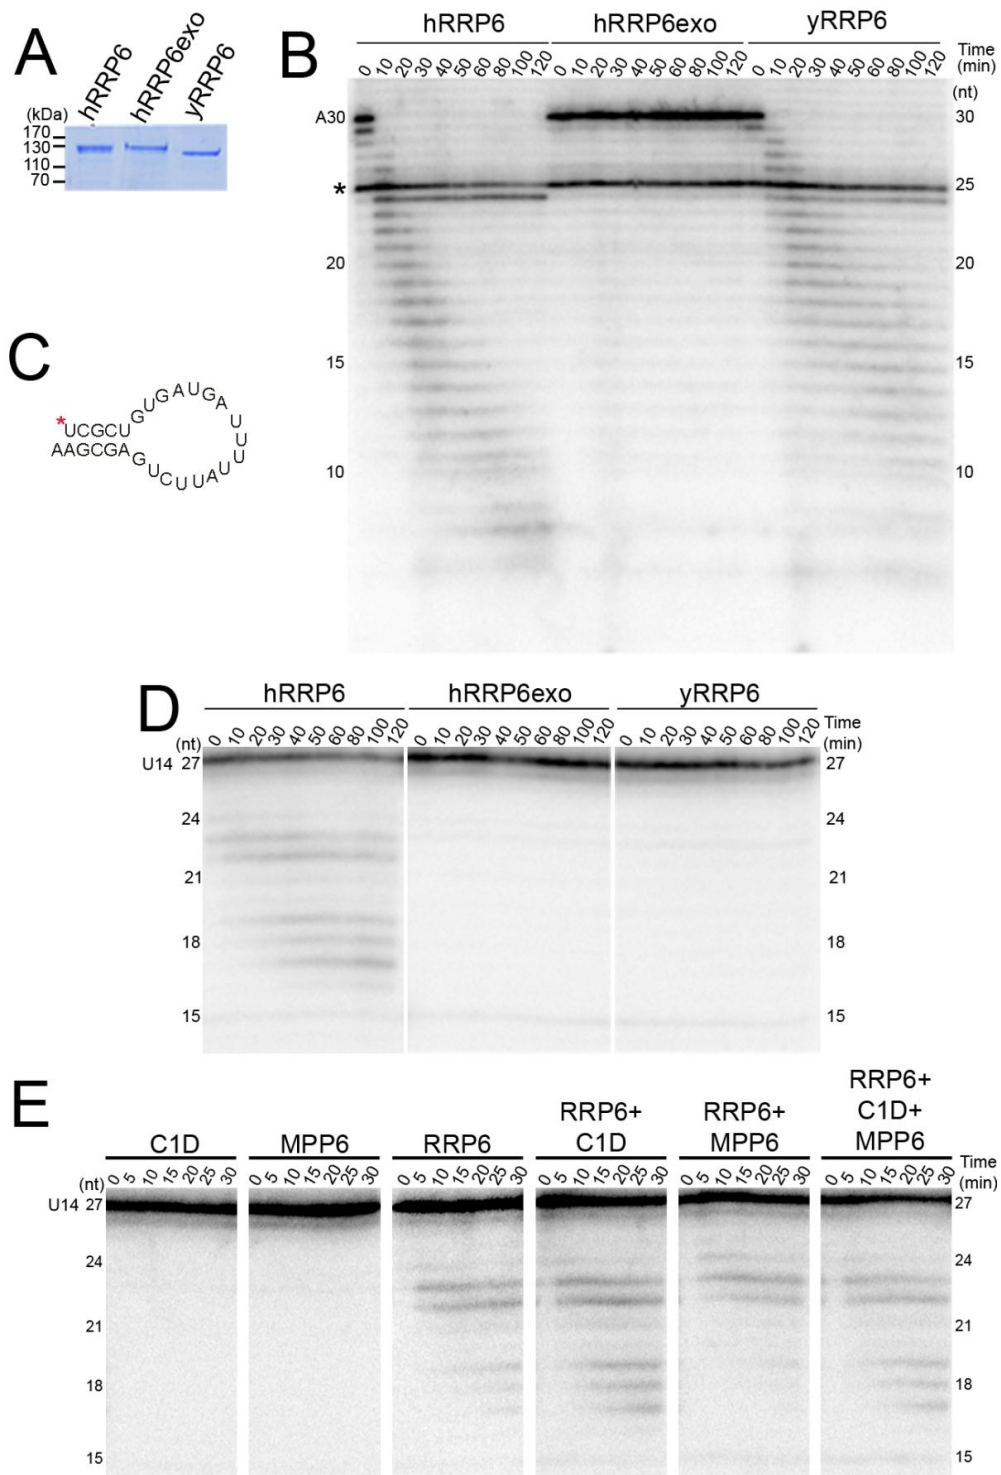 A
hRRP6 hRRP6exo yRRP6
(kDa)
170
130
110
70
B
hRRP6 hRRP6exo yRRP6
0 10 20 30 40 50 60 80 100 120 0 10 20 30 40 50 60 80 100 120 0 10 20 30 40 50 60 80 100 120 Time (min)
(nt)
A30 30
* 25
20 20
15 15
10 10
C
*UCGCUGUGAUGAUUUUAUUCUGAGCGAA
D
hRRP6 hRRP6exo yRRP6
0 10 20 30 40 50 60 80 100 120 0 10 20 30 40 50 60 80 100 120 0 10 20 30 40 50 60 80 100 120 Time
(nt) (min)
U14 27 27
24 24
21 21
18 18
15 15
E
C1D MPP6 RRP6 RRP6+ C1D RRP6+ MPP6 RRP6+ C1D+ MPP6
0 5 10 15 20 25 30 0 5 10 15 20 25 30 0 5 10 15 20 25 30 0 5 10 15 20 25 30 0 5 10 15 20 25 30 0 5 10 15 20 25 30 Time
(nt) (min)
U14 27 27
24 24
21 21
18 18
15 15